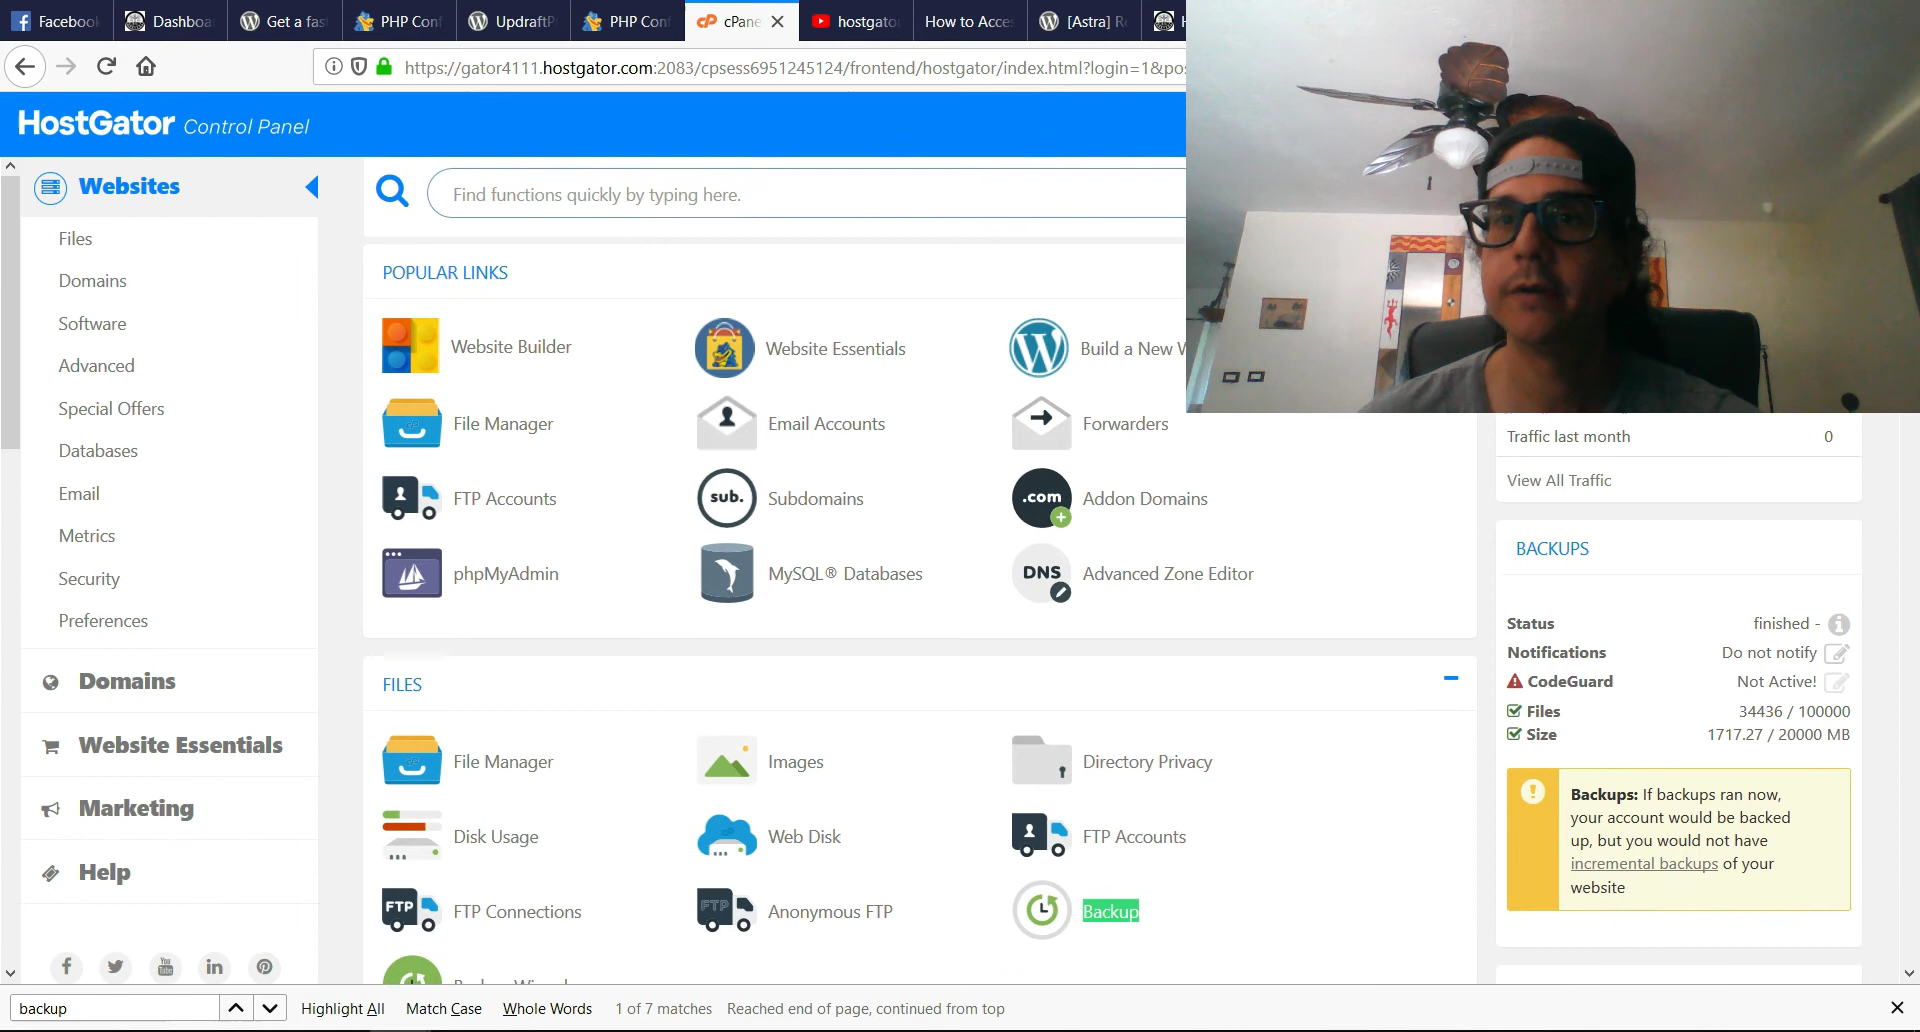 Facebook
Dashboa
Get a fas
PHP Conf
UpdraftP
PHP Conf
cPane
hostgato
How to Acces
[Astra] R
https://gator4111.hostgator.com:2083/cpsess6951245124/frontend/hostgator/index.html?login=1&pos
HostGator Control Panel
Websites
Files
Domains
Software
Advanced
Special Offers
Databases
Email
Metrics
Security
Preferences
Domains
Website Essentials
Marketing
Help
Find functions quickly by typing here.
POPULAR LINKS
Website Builder
Website Essentials
Build a New W
File Manager
Email Accounts
Forwarders
FTP Accounts
sub.
Subdomains
.com
Addon Domains
phpMyAdmin
MySQL® Databases
DNS
Advanced Zone Editor
FILES
File Manager
Images
Directory Privacy
Disk Usage
Web Disk
FTP Accounts
FTP
FTP Connections
FTP
Anonymous FTP
Backup
Traffic last month 0
View All Traffic
BACKUPS
Status finished -
Notifications Do not notify
CodeGuard Not Active!
Files 34436 / 100000
Size 1717.27 / 20000 MB
Backups: If backups ran now,
your account would be backed
up, but you would not have
incremental backups of your
website
backup
Highlight All Match Case Whole Words 1 of 7 matches Reached end of page, continued from top